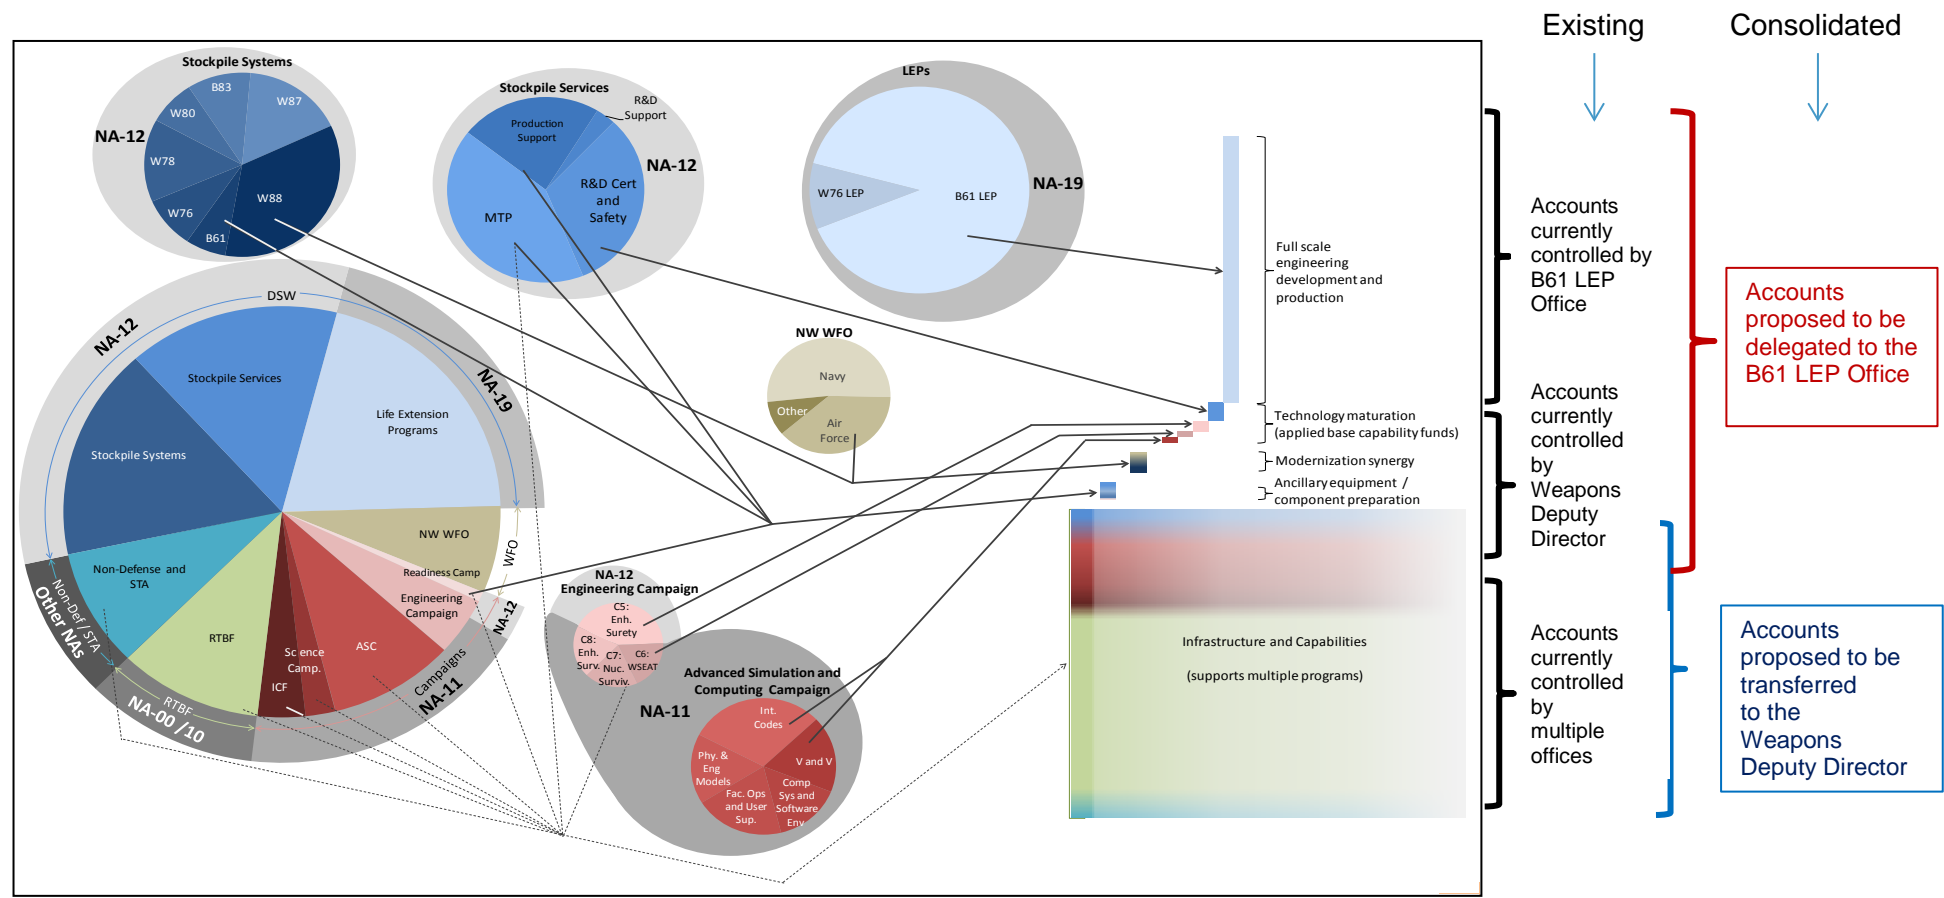 Existing
Consolidated
Stockpile Systems
B83
W87
W80
NA-12
W78
W88
W76
B61
Stockpile Services
R&D
Support
Production
Support
NA-12
R&D Cert
and
Safety
MTP
LEPs
NA-19
W76 LEP
B61 LEP
Full scale
engineering
development and
production
Technology maturation
(applied base capability funds)
Modernization synergy
Ancillary equipment /
component preparation
NW WFO
Navy
Other
Air
Force
DSW
NA-12
NA-19
Stockpile Services
Life Extension
Programs
Stockpile Systems
NW WFO
WFO
Readiness Camp
Engineering
Campaign
NA-12
Non-Defense and
STA
Non-Def / STA
Other NAs
RTBF
Science
Camp.
ICF
ASC
Campaigns
NA-11
RTBF
NA-00 /10
NA-12
Engineering Campaign
C5:
Enh.
Surety
C8:
Enh.
Surv.
C7:
Nuc.
Surviv.
C6:
WSEAT
Advanced Simulation and
Computing Campaign
NA-11
Int.
Codes
V and V
Phy. &
Eng
Models
Fac. Ops
and User
Sup.
Comp
Sys and
Software
Env
Infrastructure and Capabilities
(supports multiple programs)
Accounts
currently
controlled by
B61 LEP
Office
Accounts
currently
controlled
by
Weapons
Deputy
Director
Accounts
currently
controlled
by
multiple
offices
Accounts
proposed to be
delegated to the
B61 LEP Office
Accounts
proposed to be
transferred
to the
Weapons
Deputy Director